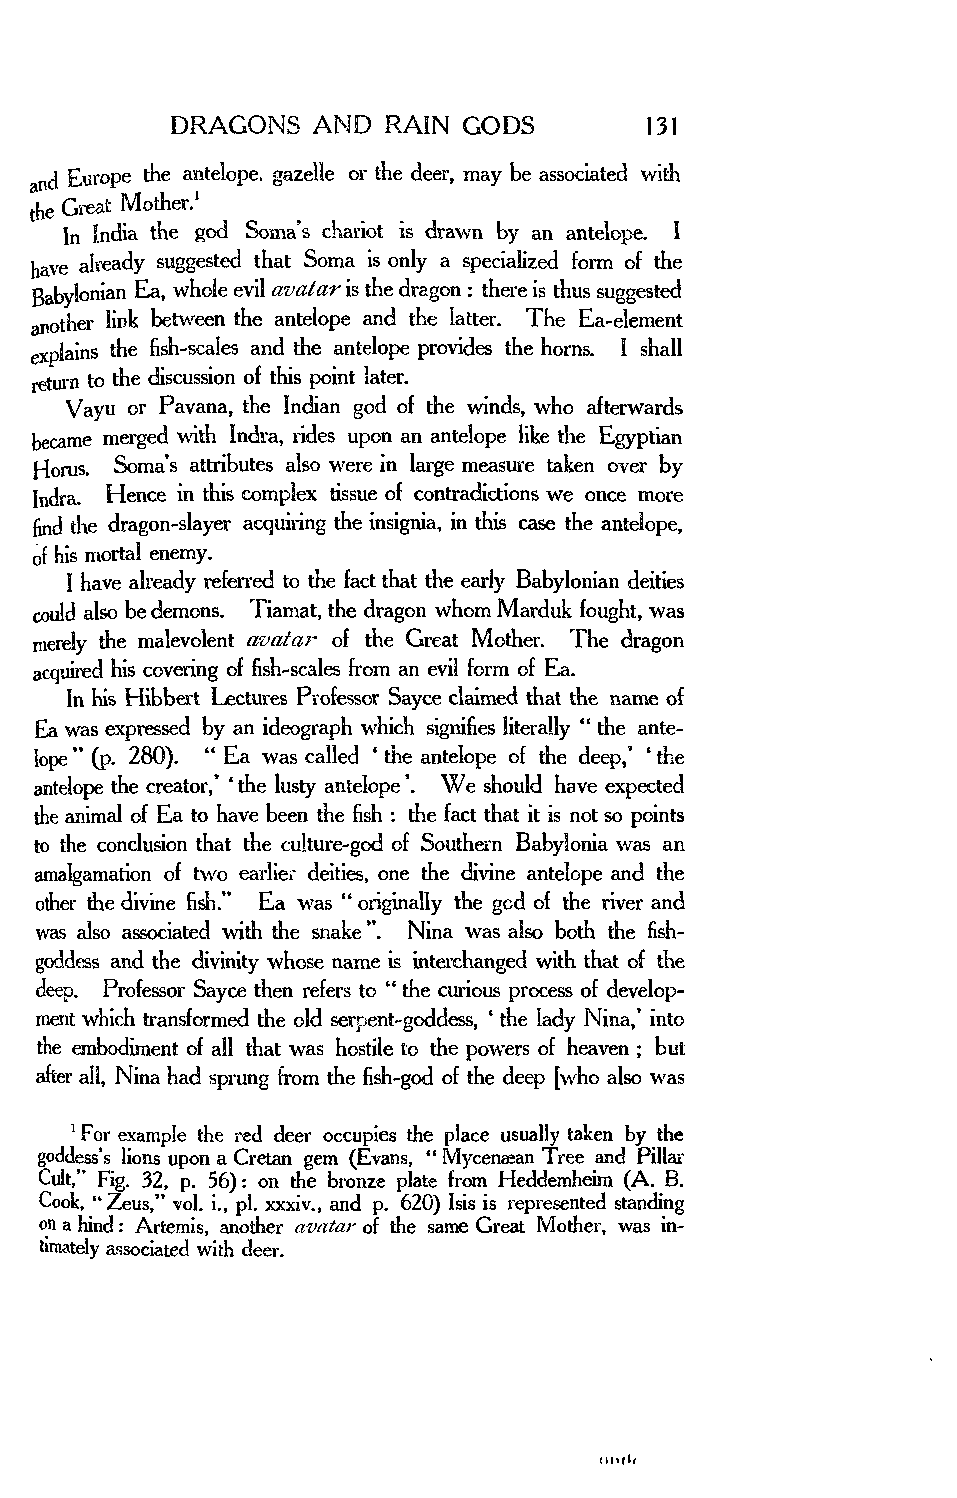 DRAGONS AND RAIN GODS 131
and Europe the antelope, gazelle or the deer, may be associated with
the Great Mother.¹
In India the god Soma's chariot is drawn by an antelope. I
have already suggested that Soma is only a specialized form of the
Babylonian Ea, whole evil avatar is the dragon : there is thus suggested
another link between the antelope and the latter. The Ea-element
explains the fish-scales and the antelope provides the horns. I shall
return to the discussion of this point later.
Vayu or Pavana, the Indian god of the winds, who afterwards
became merged with Indra, rides upon an antelope like the Egyptian
Horus. Soma's attributes also were in large measure taken over by
Indra. Hence in this complex tissue of contradictions we once more
find the dragon-slayer acquiring the insignia, in this case the antelope,
of his mortal enemy.
I have already referred to the fact that the early Babylonian deities
could also be demons. Tiamat, the dragon whom Marduk fought, was
merely the malevolent avatar of the Great Mother. The dragon
acquired his covering of fish-scales from an evil form of Ea.
In his Hibbert Lectures Professor Sayce claimed that the name of
Ea was expressed by an ideograph which signifies literally " the ante-
lope " (p. 280). " Ea was called ' the antelope of the deep,' ' the
antelope the creator,' ' the lusty antelope '. We should have expected
the animal of Ea to have been the fish : the fact that it is not so points
to the conclusion that the culture-god of Southern Babylonia was an
amalgamation of two earlier deities, one the divine antelope and the
other the divine fish." Ea was " originally the god of the river and
was also associated with the snake ". Nina was also both the fish-
goddess and the divinity whose name is interchanged with that of the
deep. Professor Sayce then refers to " the curious process of develop-
ment which transformed the old serpent-goddess, ' the lady Nina,' into
the embodiment of all that was hostile to the powers of heaven ; but
after all, Nina had sprung from the fish-god of the deep [who also was
¹ For example the red deer occupies the place usually taken by the
goddess's lions upon a Cretan gem (Evans, " Mycenæan Tree and Pillar
Cult," Fig. 32, p. 56) : on the bronze plate from Heddernheim (A. B.
Cook, " Zeus," vol. i., pl. xxxiv., and p. 620) Isis is represented standing
on a hind : Artemis, another avatar of the same Great Mother, was in-
timately associated with deer.